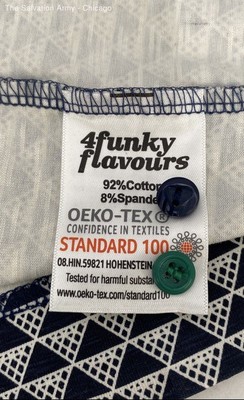 The Salvation Army - Chicago
4funky
flavours
92%Cotton
8%Spande
OEKO-TEX®
CONFIDENCE IN TEXTILES
STANDARD 100
08.HIN.59821 HOHENSTEIN
Tested for harmful substa
www.oeko-tex.com/standard100